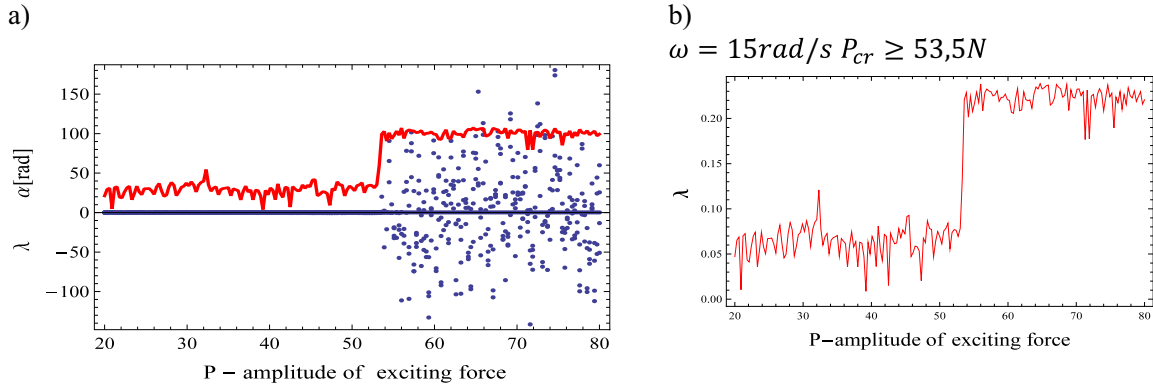 a)
α[rad]
λ
150
100
50
0
−50
−100
20 30 40 50 60 70 80
P − amplitude of exciting force
b)
ω = 15rad/s P_cr ≥ 53,5N
λ
0.20
0.15
0.10
0.05
0.00
20 30 40 50 60 70 80
P−amplitude of exciting force